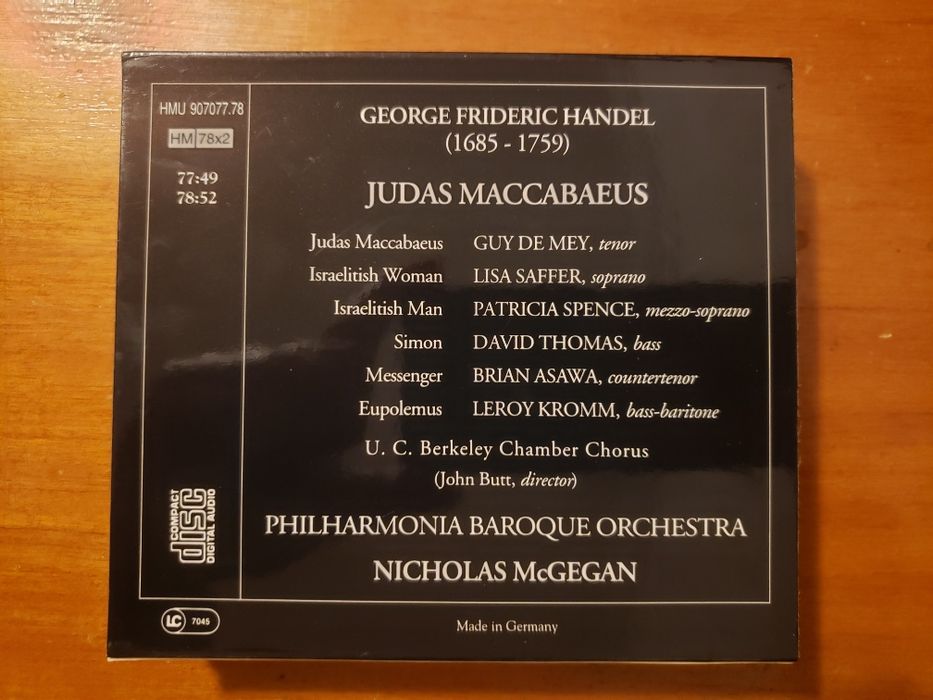 HMU 907077.78
HM 78x2
77:49
78:52
GEORGE FRIDERIC HANDEL
(1685 - 1759)
JUDAS MACCABAEUS
Judas Maccabaeus GUY DE MEY, tenor
Israelitish Woman LISA SAFFER, soprano
Israelitish Man PATRICIA SPENCE, mezzo-soprano
Simon DAVID THOMAS, bass
Messenger BRIAN ASAWA, countertenor
Eupolemus LEROY KROMM, bass-baritone
U. C. Berkeley Chamber Chorus
(John Butt, director)
PHILHARMONIA BAROQUE ORCHESTRA
NICHOLAS McGEGAN
COMPACT
disc
DIGITAL AUDIO
LC 7045
Made in Germany